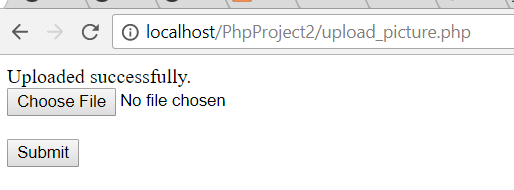 localhost/PhpProject2/upload_picture.php
Uploaded successfully.
Choose File No file chosen
Submit